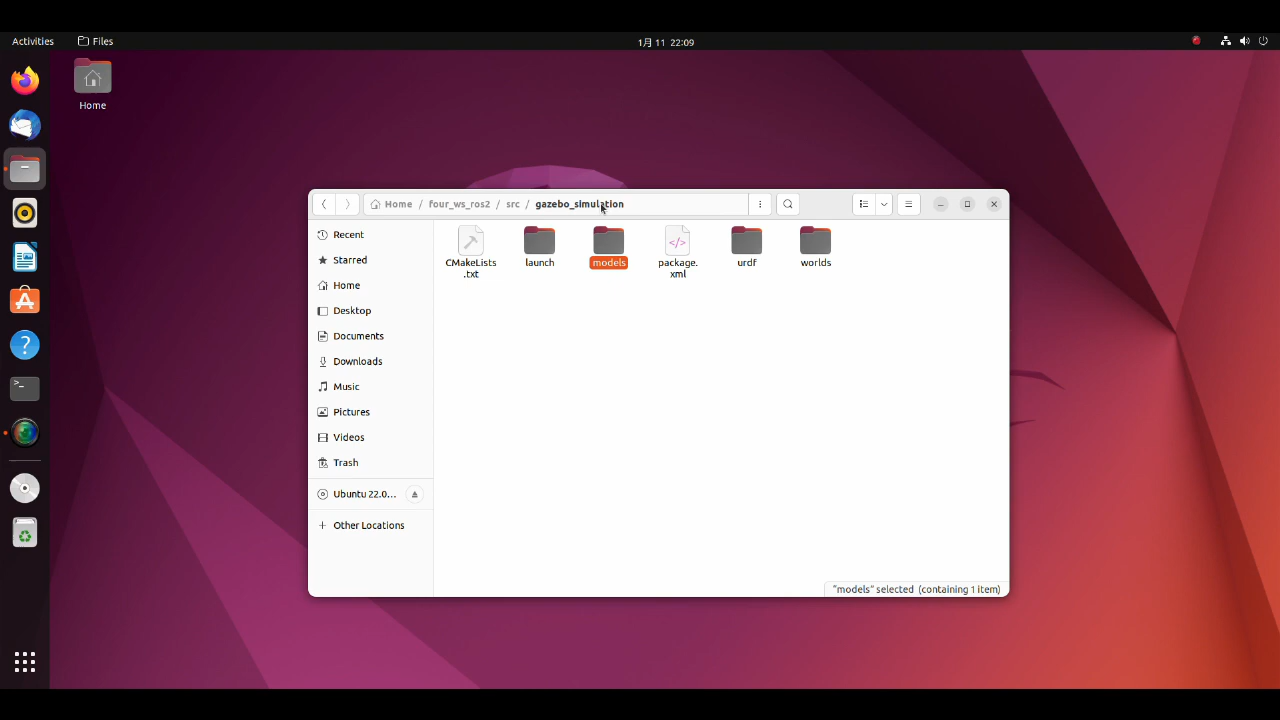 Activities Files 1月 11 22:09
Home
Home / four_ws_ros2 / src / gazebo_simulation
Recent
Starred
Home
Desktop
Documents
Downloads
Music
Pictures
Videos
Trash
Ubuntu 22.0...
+ Other Locations
CMakeLists
.txt
launch
models
package.
xml
urdf
worlds
"models" selected (containing 1 item)